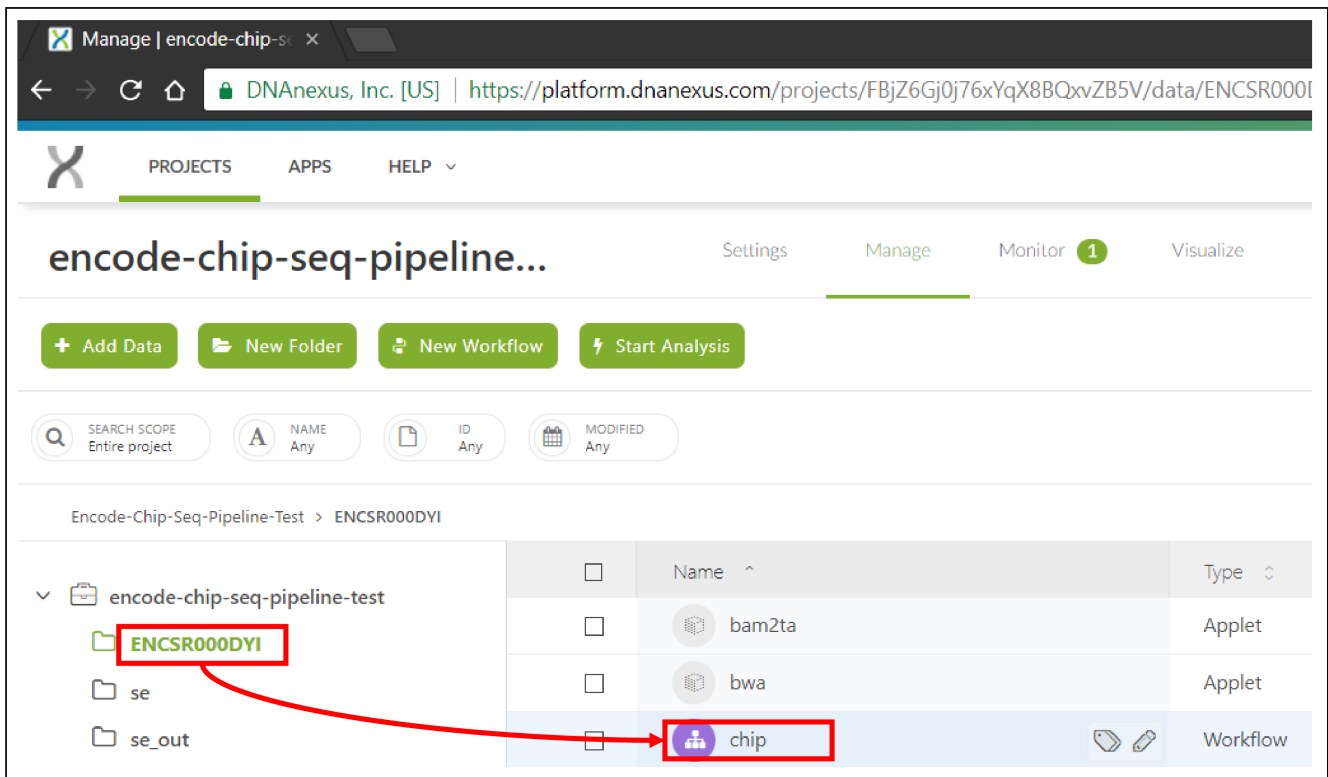 Manage | encode-chip-se
DNAnexus, Inc. [US] | https://platform.dnanexus.com/projects/FBjZ6Gj0j76xYqX8BQxvZB5V/data/ENCSR000D
PROJECTS APPS HELP
encode-chip-seq-pipeline... Settings Manage Monitor 1 Visualize
+ Add Data New Folder New Workflow Start Analysis
SEARCH SCOPE NAME ID MODIFIED
Entire project A Any Any Any
Encode-Chip-Seq-Pipeline-Test > ENCSR000DYI
Name Type
encode-chip-seq-pipeline-test
bam2ta Applet
ENCSR000DYI
bwa Applet
se
chip Workflow
se_out